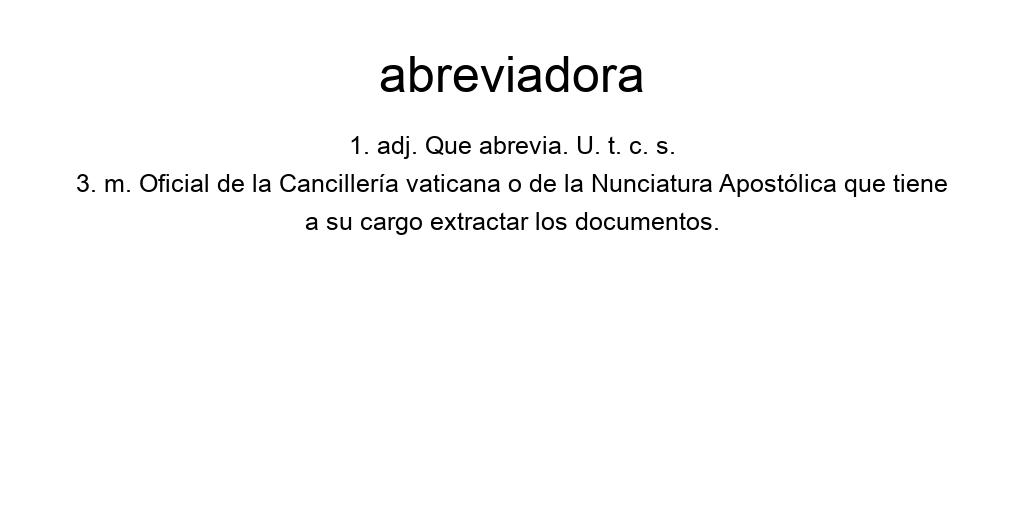 abreviadora
1. adj. Que abrevia. U. t. c. s.
3. m. Oficial de la Cancillería vaticana o de la Nunciatura Apostólica que tiene
a su cargo extractar los documentos.